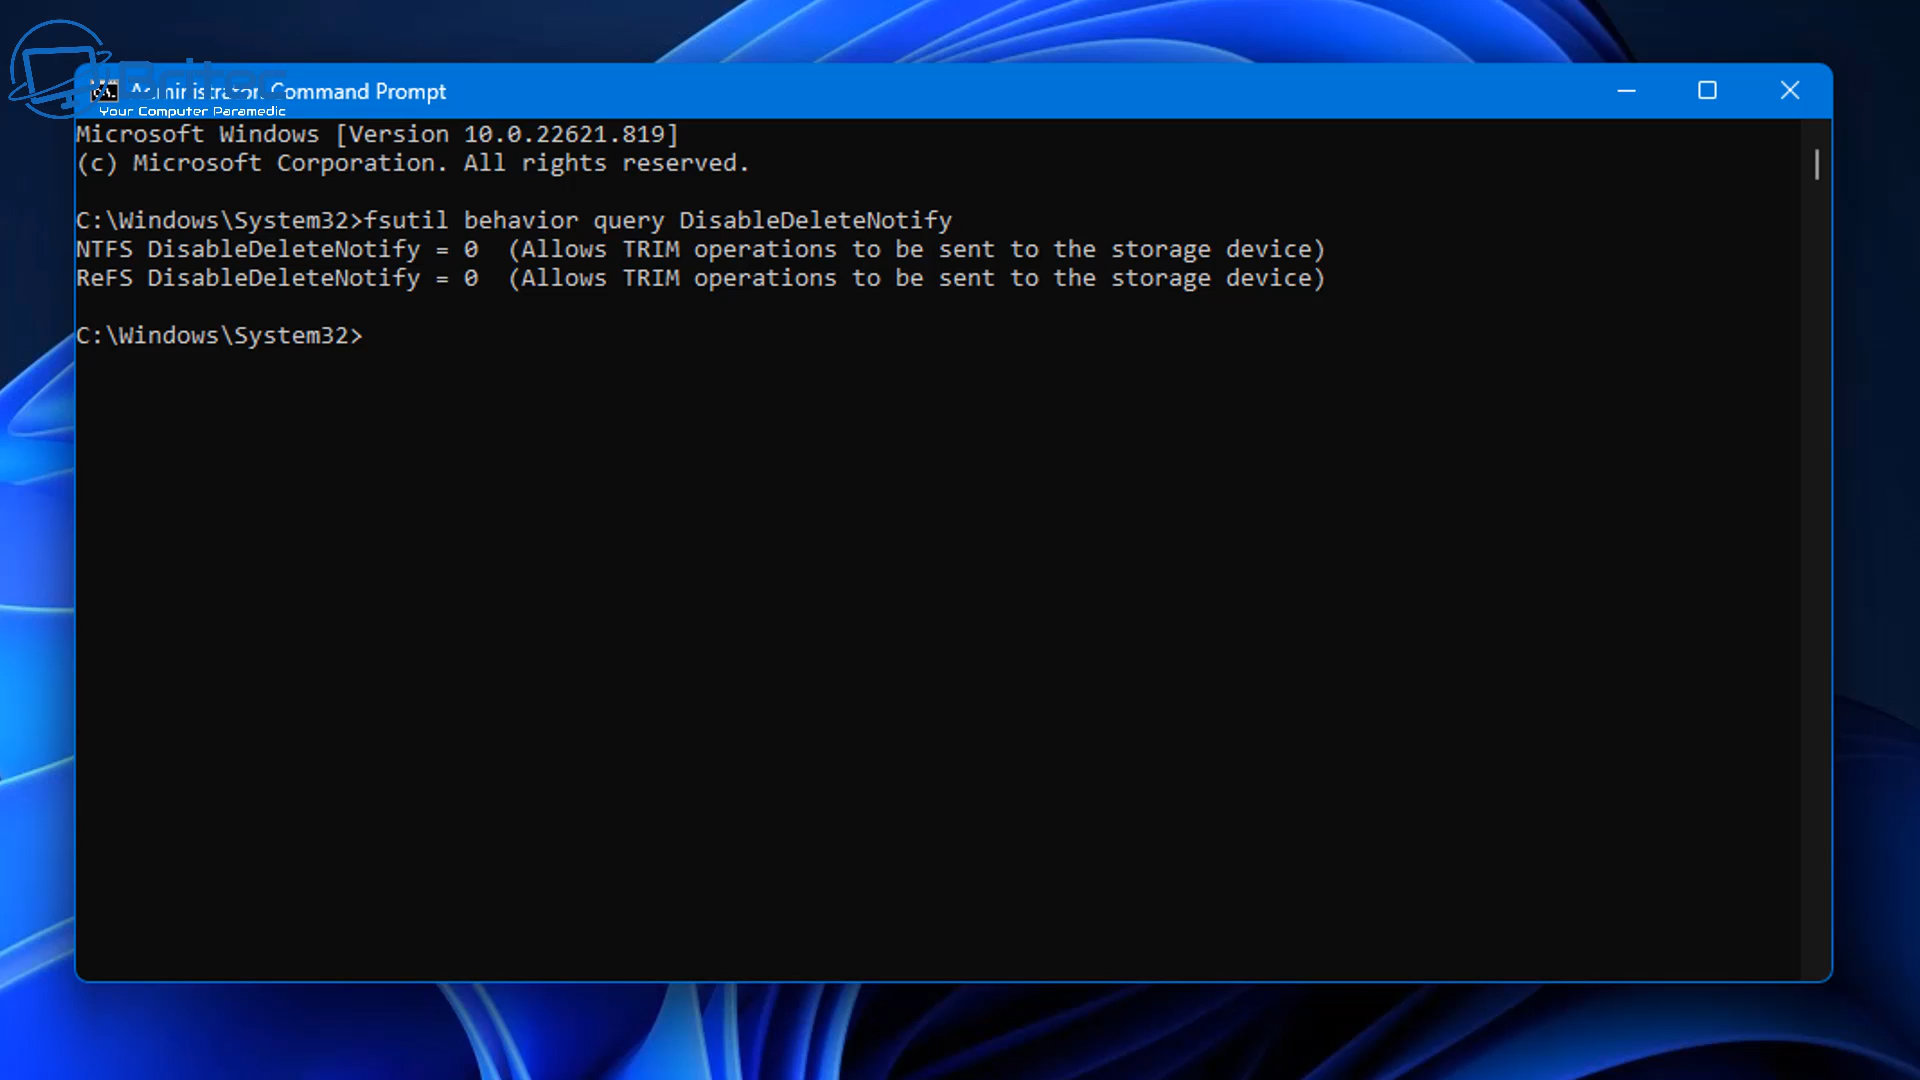 Britec
Administrator: Command Prompt
Your Computer Paramedic
Microsoft Windows [Version 10.0.22621.819]
(c) Microsoft Corporation. All rights reserved.
C:\Windows\System32>fsutil behavior query DisableDeleteNotify
NTFS DisableDeleteNotify = 0  (Allows TRIM operations to be sent to the storage device)
ReFS DisableDeleteNotify = 0  (Allows TRIM operations to be sent to the storage device)
C:\Windows\System32>